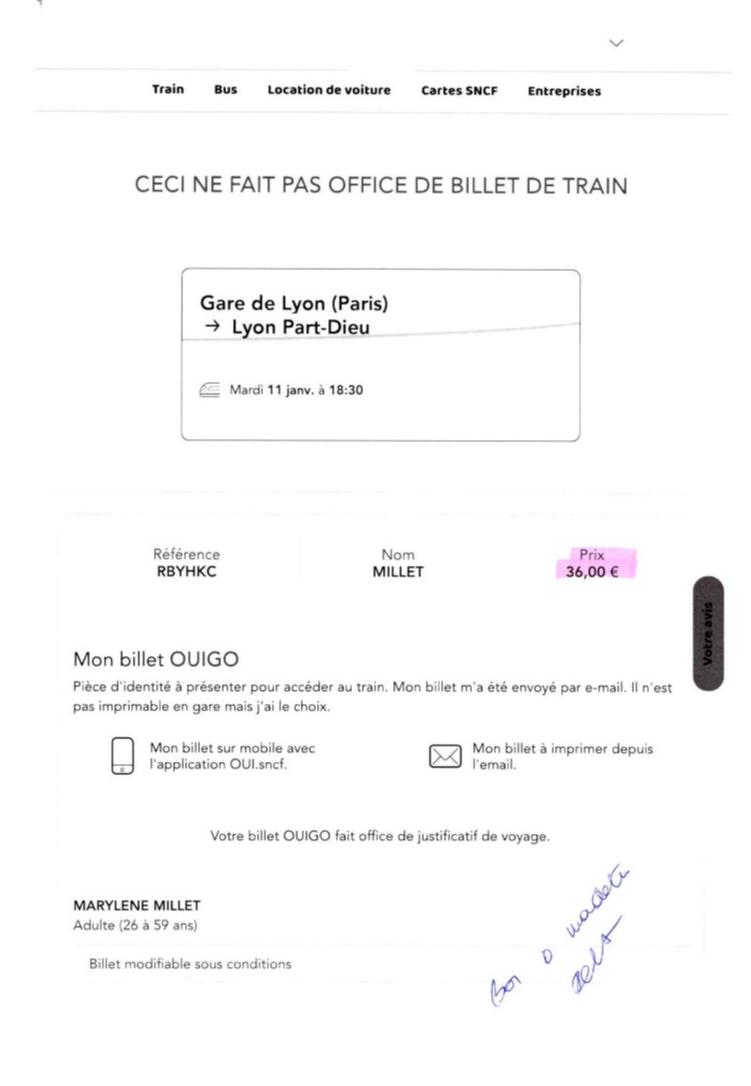 Train Bus Location de voiture Cartes SNCF Entreprises
CECI NE FAIT PAS OFFICE DE BILLET DE TRAIN
Gare de Lyon (Paris)
→ Lyon Part-Dieu
Mardi 11 janv. à 18:30
Référence Nom Prix
RBYHKC MILLET 36,00 €
Votre avis
Mon billet OUIGO
Pièce d'identité à présenter pour accéder au train. Mon billet m'a été envoyé par e-mail. Il n'est
pas imprimable en gare mais j'ai le choix.
Mon billet sur mobile avec
l'application OUI.sncf.
Mon billet à imprimer depuis
l'email.
Votre billet OUIGO fait office de justificatif de voyage.
MARYLENE MILLET
Adulte (26 à 59 ans)
Billet modifiable sous conditions